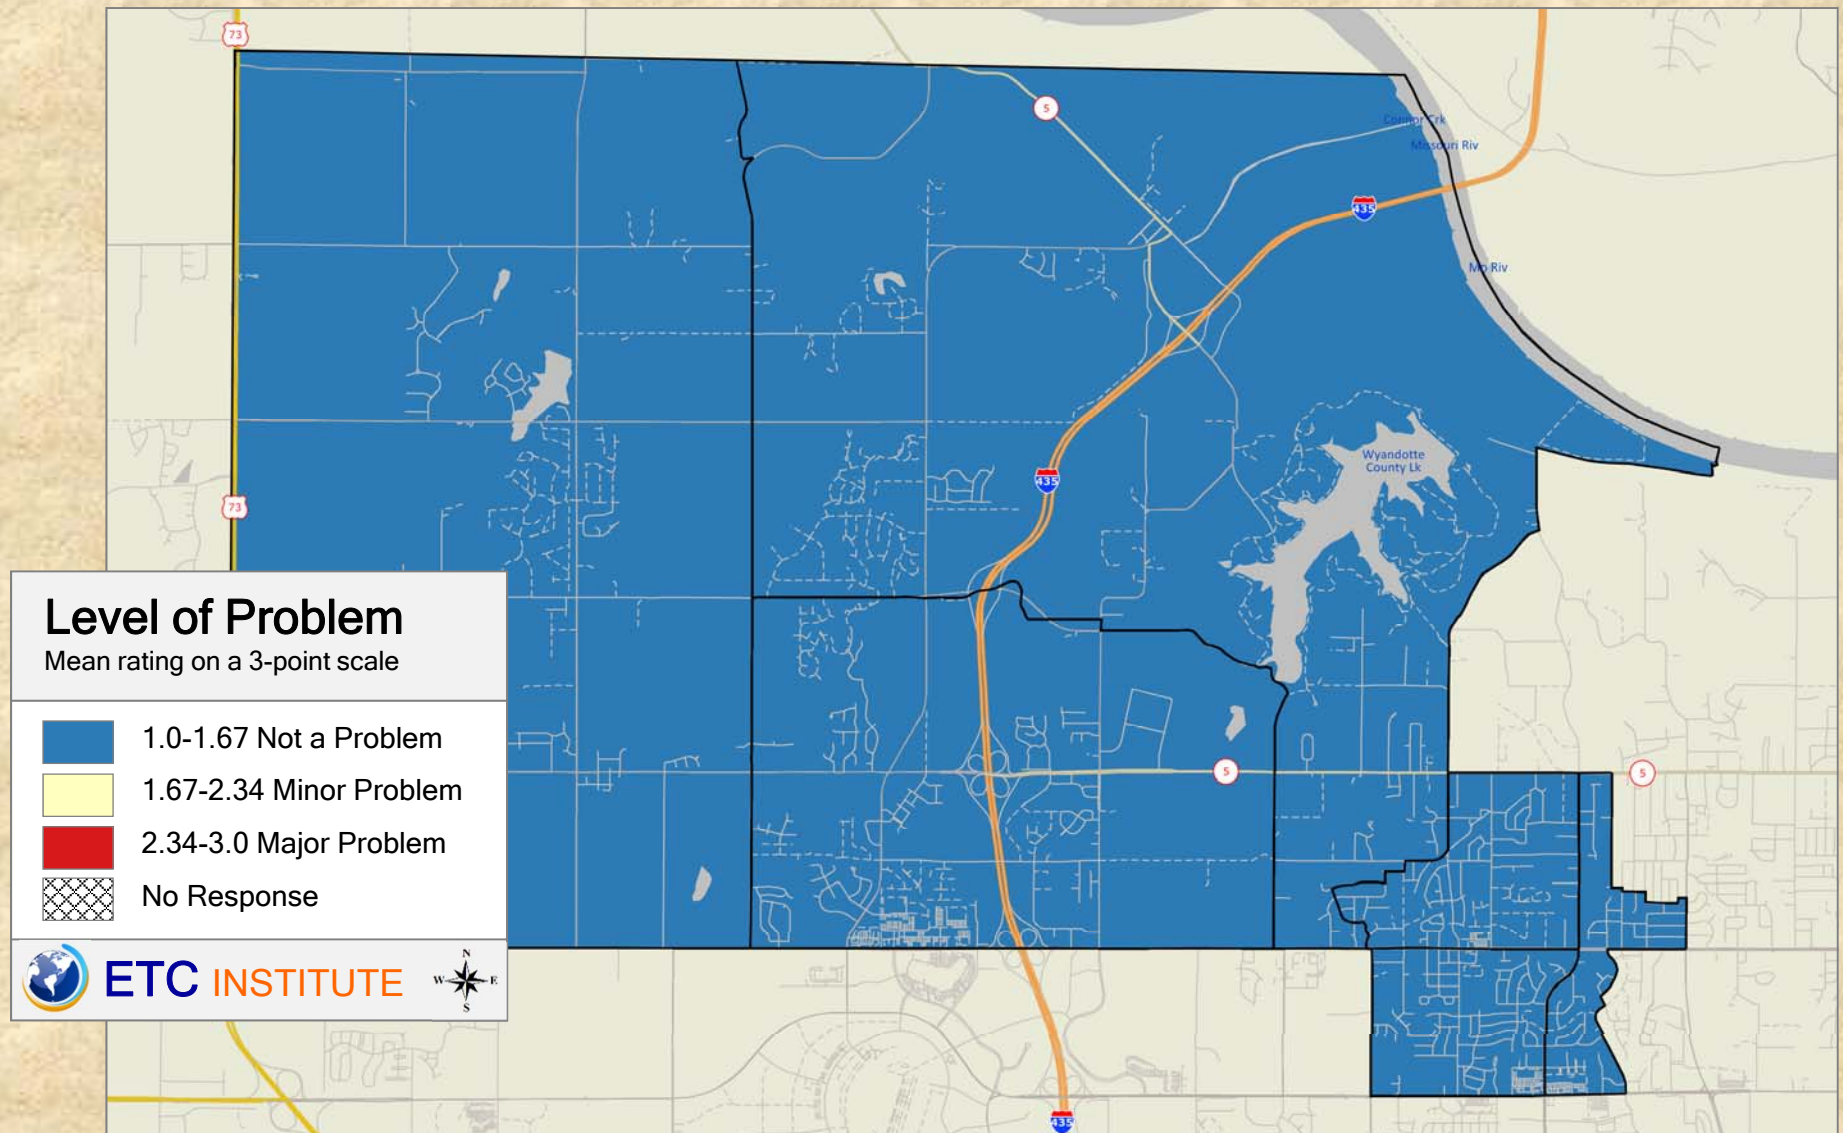 73
5
Connor Crk
Missouri Riv
435
Mo Riv
Wyandotte
County Lk
435
73
Level of Problem
Mean rating on a 3-point scale
1.0-1.67 Not a Problem
1.67-2.34 Minor Problem
2.34-3.0 Major Problem
No Response
5
5
ETC INSTITUTE
N
W E
S
435